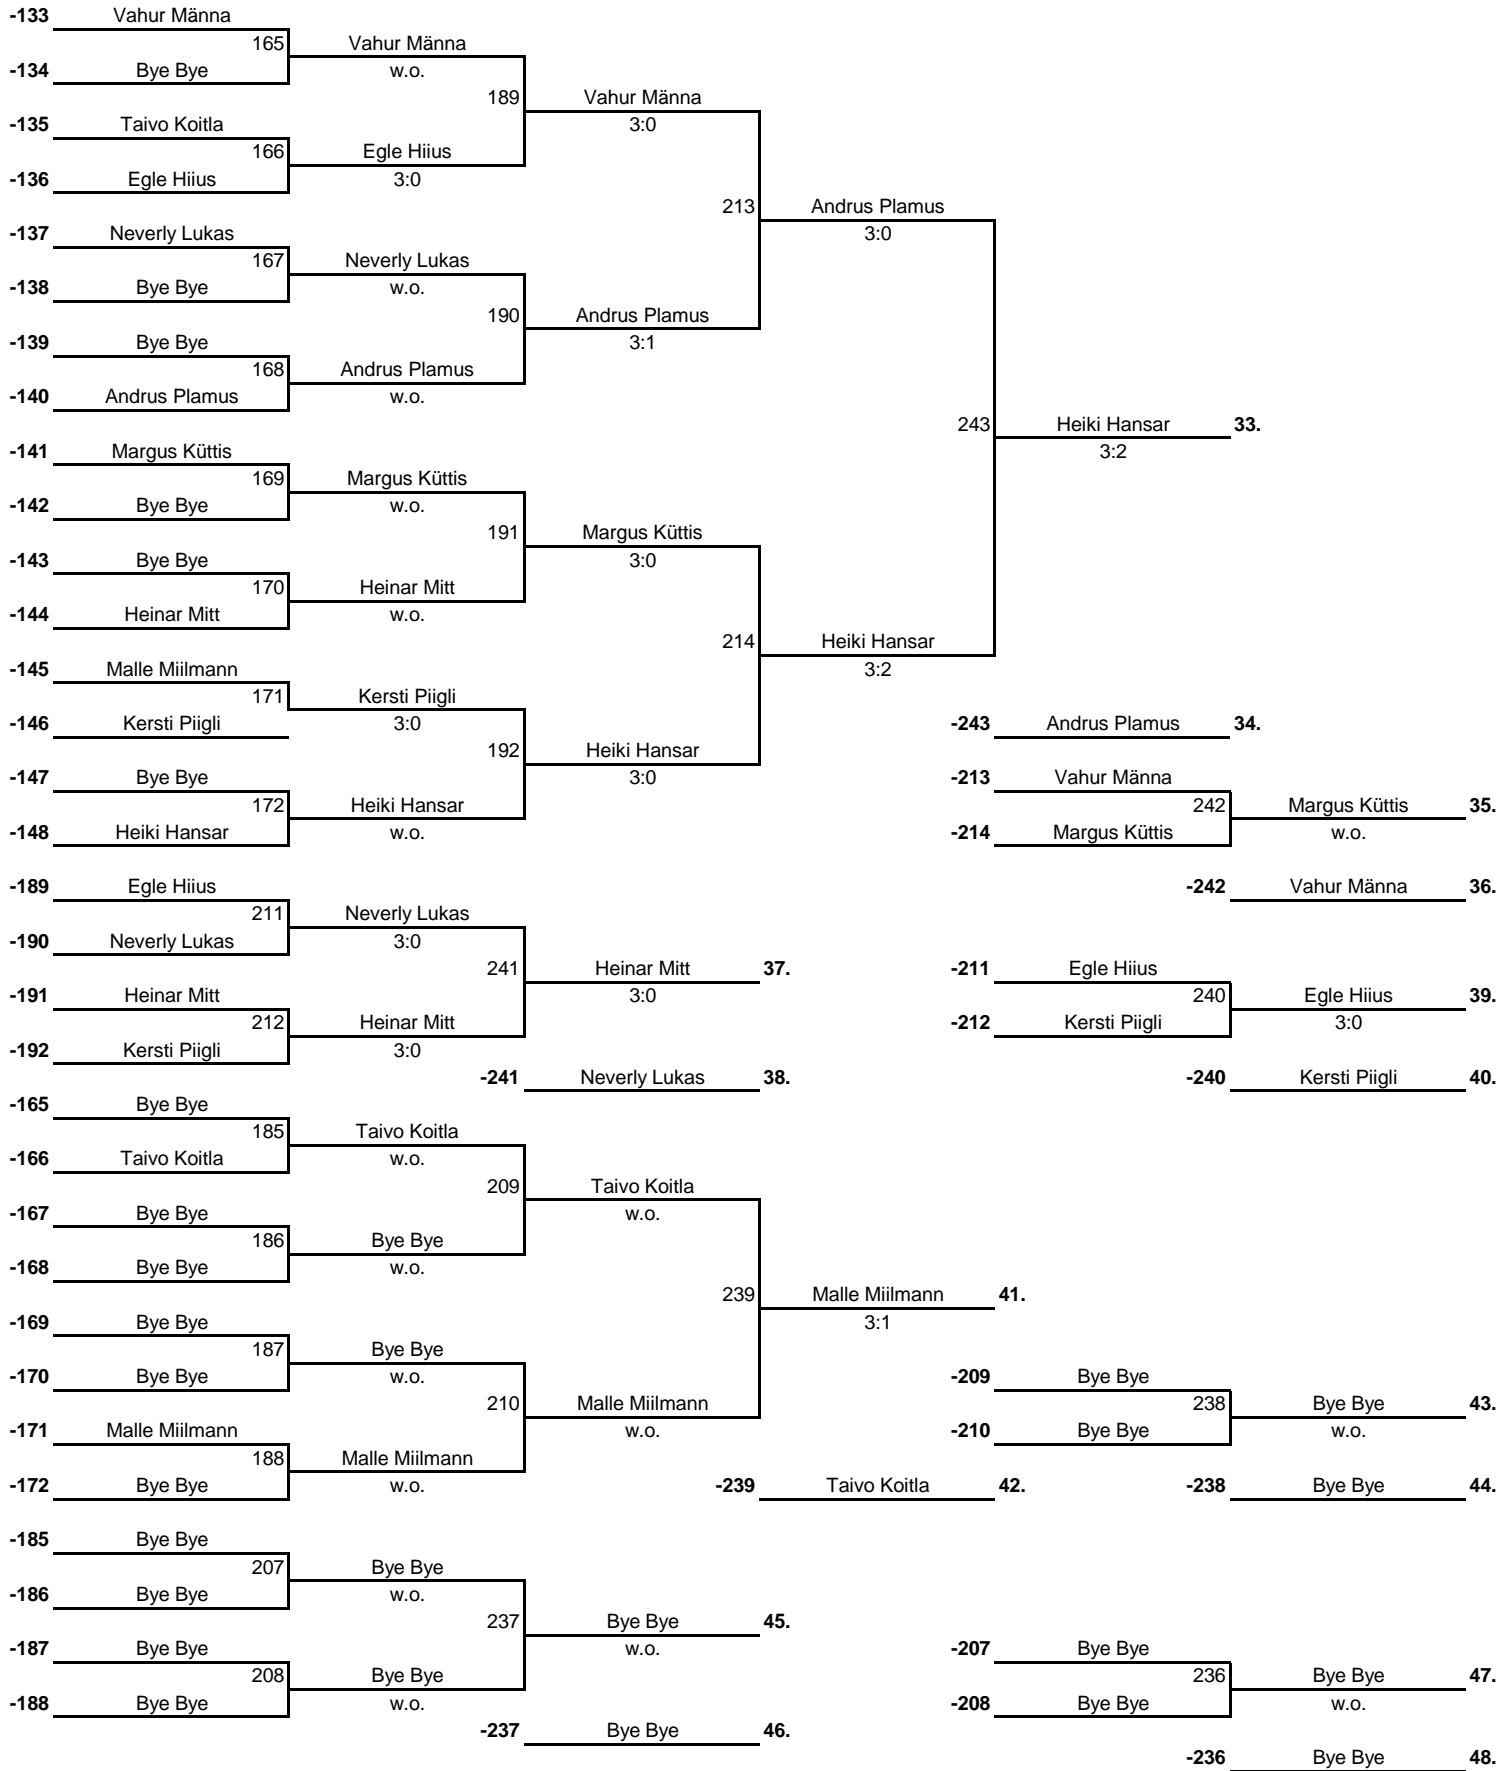 -133 Vahur Männa
165 Vahur Männa
-134 Bye Bye w.o.
189 Vahur Männa
-135 Taivo Koitla 3:0
166 Egle Hiius
-136 Egle Hiius 3:0
213 Andrus Plamus
-137 Neverly Lukas 3:0
167 Neverly Lukas
-138 Bye Bye w.o.
190 Andrus Plamus
-139 Bye Bye 3:1
168 Andrus Plamus
-140 Andrus Plamus w.o.
243 Heiki Hansar 33.
-141 Margus Küttis 3:2
169 Margus Küttis
-142 Bye Bye w.o.
191 Margus Küttis
-143 Bye Bye 3:0
170 Heinar Mitt
-144 Heinar Mitt w.o.
214 Heiki Hansar
-145 Malle Miilmann 3:2
171 Kersti Piigli
-146 Kersti Piigli 3:0 -243 Andrus Plamus 34.
192 Heiki Hansar
-147 Bye Bye 3:0 -213 Vahur Männa
172 Heiki Hansar 242 Margus Küttis 35.
-148 Heiki Hansar w.o. -214 Margus Küttis w.o.
-189 Egle Hiius -242 Vahur Männa 36.
211 Neverly Lukas
-190 Neverly Lukas 3:0
241 Heinar Mitt 37. -211 Egle Hiius
-191 Heinar Mitt 3:0 240 Egle Hiius 39.
212 Heinar Mitt -212 Kersti Piigli 3:0
-192 Kersti Piigli 3:0
-241 Neverly Lukas 38. -240 Kersti Piigli 40.
-165 Bye Bye
185 Taivo Koitla
-166 Taivo Koitla w.o.
209 Taivo Koitla
-167 Bye Bye w.o.
186 Bye Bye
-168 Bye Bye w.o.
239 Malle Miilmann 41.
-169 Bye Bye 3:1
187 Bye Bye
-170 Bye Bye w.o. -209 Bye Bye
210 Malle Miilmann 238 Bye Bye 43.
-171 Malle Miilmann w.o. -210 Bye Bye w.o.
188 Malle Miilmann
-172 Bye Bye w.o. -239 Taivo Koitla 42. -238 Bye Bye 44.
-185 Bye Bye
207 Bye Bye
-186 Bye Bye w.o.
237 Bye Bye 45.
-187 Bye Bye w.o. -207 Bye Bye
208 Bye Bye 236 Bye Bye 47.
-188 Bye Bye w.o. -208 Bye Bye w.o.
-237 Bye Bye 46.
-236 Bye Bye 48.